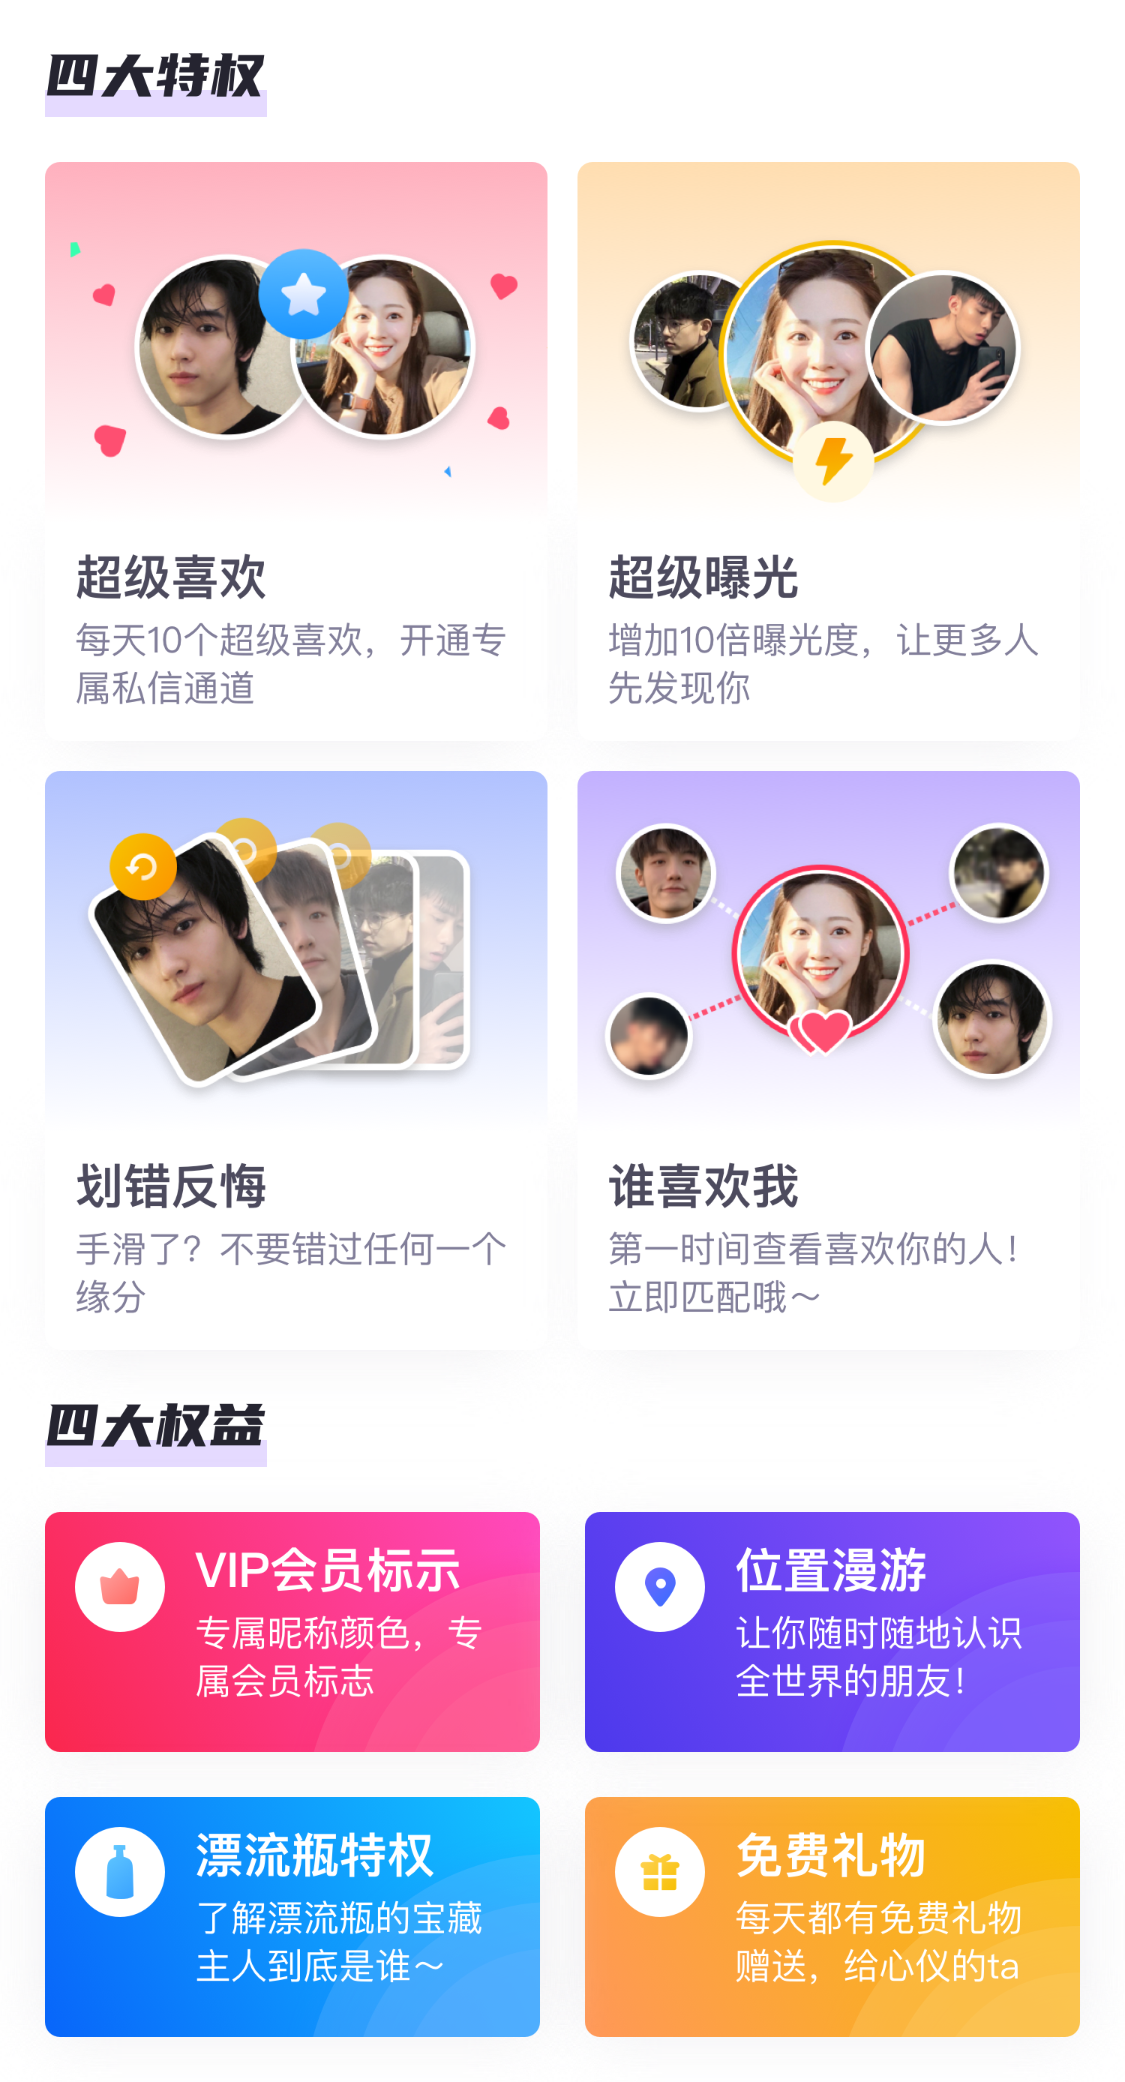 四大特权
超级喜欢
每天10个超级喜欢，开通专
属私信通道
超级曝光
增加10倍曝光度，让更多人
先发现你
划错反悔
手滑了？不要错过任何一个
缘分
谁喜欢我
第一时间查看喜欢你的人！
立即匹配哦～
四大权益
VIP会员标示
专属昵称颜色，专
属会员标志
位置漫游
让你随时随地认识
全世界的朋友！
漂流瓶特权
了解漂流瓶的宝藏
主人到底是谁～
免费礼物
每天都有免费礼物
赠送，给心仪的ta